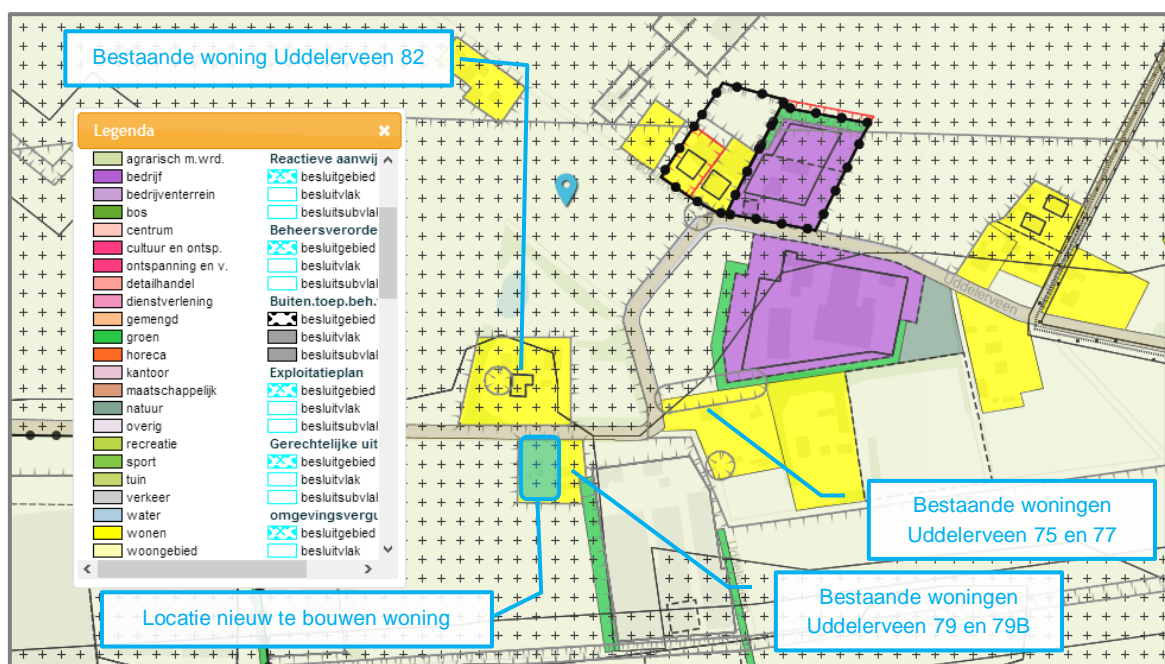 Bestaande woning Uddelerveen 82
Legenda
agrarisch m.wrd.
bedrijf
bedrijventerrein
bos
centrum
cultuur en ontsp.
ontspanning en v.
detailhandel
dienstverlening
gemengd
groen
horeca
kantoor
maatschappelijk
natuur
overig
recreatie
sport
tuin
verkeer
water
wonen
woongebied
Reactieve aanwij
besluitgebied
besluitvlak
besluitsubvlak
Beheersverorde
besluitgebied
besluitvlak
besluitsubvlak
Buiten.toep.beh.
besluitgebied
besluitvlak
besluitsubvlak
Exploitatieplan
besluitgebied
besluitvlak
besluitsubvlak
Gerechtelijke uit
besluitgebied
besluitvlak
besluitsubvlak
omgevingsvergu
besluitgebied
besluitvlak
Uddelerveen
Bestaande woningen
Uddelerveen 75 en 77
Bestaande woningen
Uddelerveen 79 en 79B
Locatie nieuw te bouwen woning